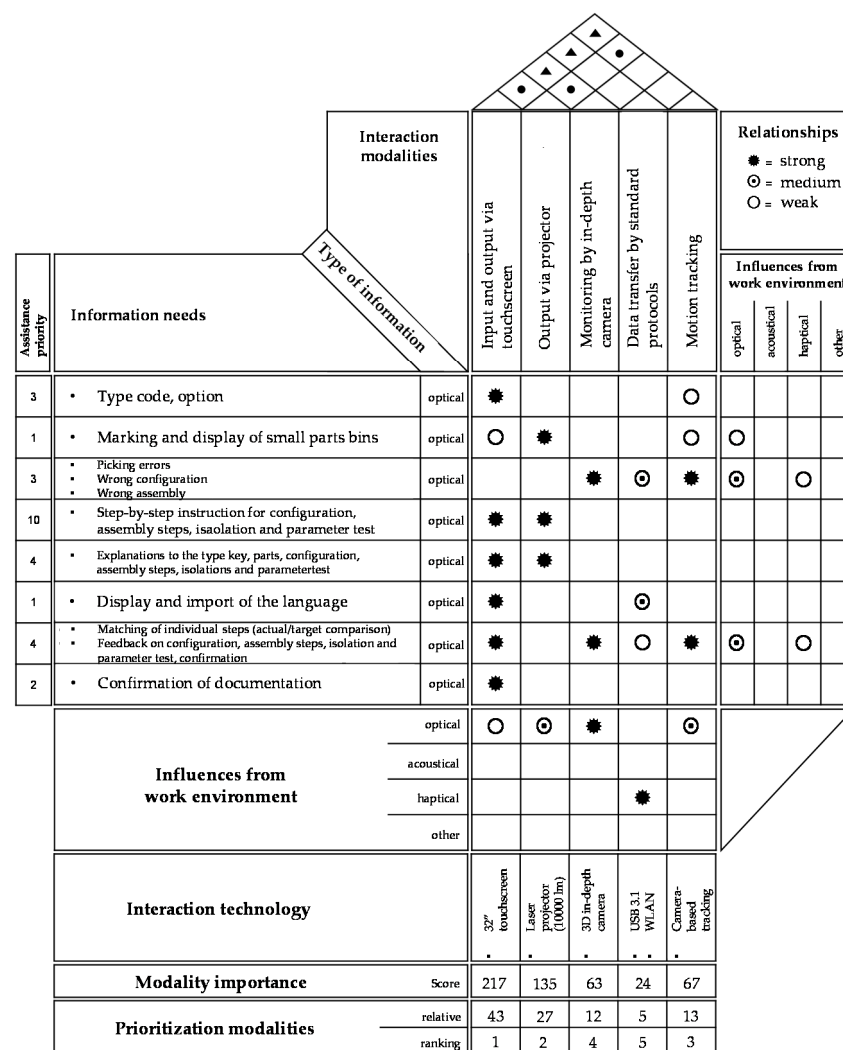 Interaction
modalities
Type of information
Input and output via
touchscreen
Output via projector
Monitoring by in-depth
camera
Data transfer by standard
protocols
Motion tracking
Relationships
= strong
= medium
= weak
Influences from
work environment
optical
acoustical
haptical
other
Assistance
priority
Information needs
3 • Type code, option optical
1 • Marking and display of small parts bins optical
▪ Picking errors
3 ▪ Wrong configuration optical
▪ Wrong assembly
10 ▪ Step-by-step instruction for configuration, optical
assembly steps, isaolation and parameter test
4 ▪ Explanations to the type key, parts, configuration, optical
assembly steps, isolations and parametertest
1 • Display and import of the language optical
▪ Matching of individual steps (actual/target comparison)
4 ▪ Feedback on configuration, assembly steps, isolation and optical
parameter test, confirmation
2 • Confirmation of documentation optical
Influences from
work environment
optical
acoustical
haptical
other
Interaction technology
32" touchscreen
Laser projector (10000 lm)
3D in-depth camera
USB 3.1 WLAN
Camera-based tracking
Modality importance Score 217 135 63 24 67
Prioritization modalities
relative 43 27 12 5 13
ranking 1 2 4 5 3